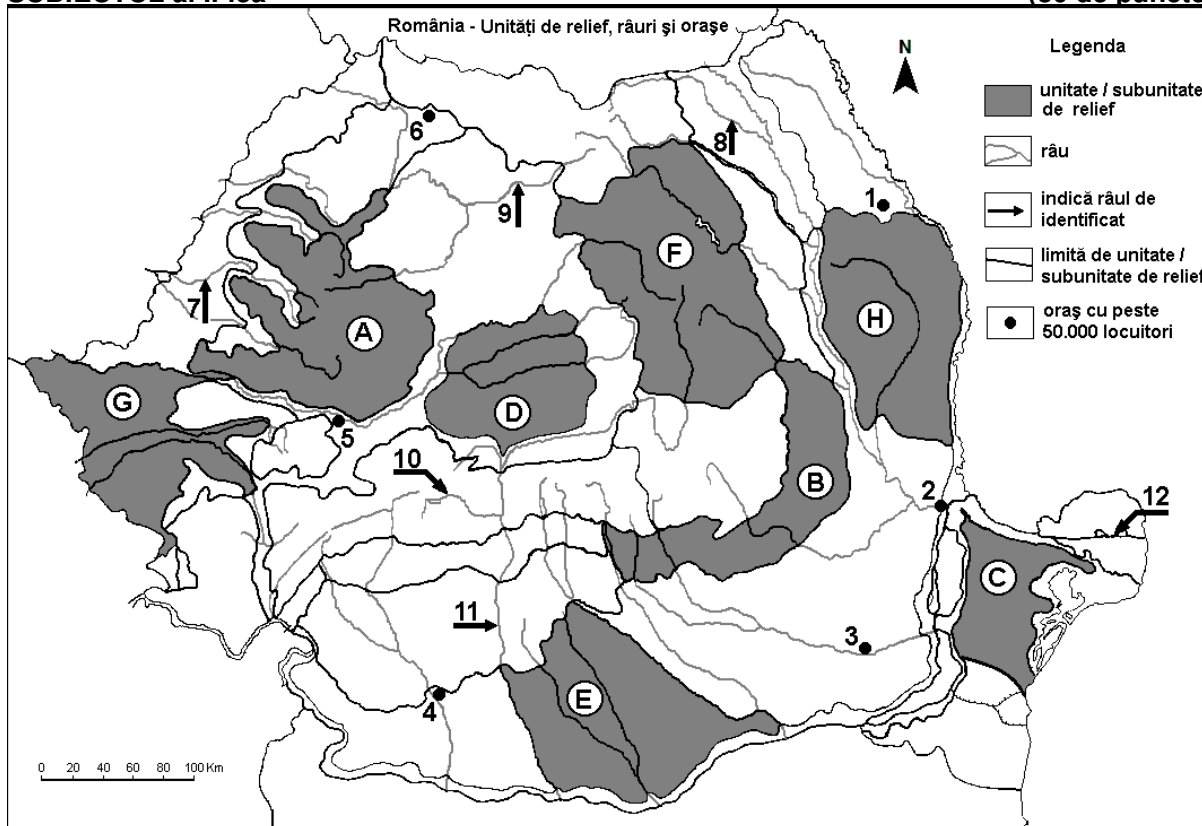 SUBIECTUL al II-lea (30 de puncte
România - Unități de relief, râuri și orașe
N
Legenda
unitate / subunitate
de relief
râu
indică râul de
identificat
limită de unitate /
subunitate de relief
oraș cu peste
50.000 locuitori
6
8
1
9
F
7
A
H
G
D
5
10
B
2
12
C
11
3
4
E
0 20 40 60 80 100 Km